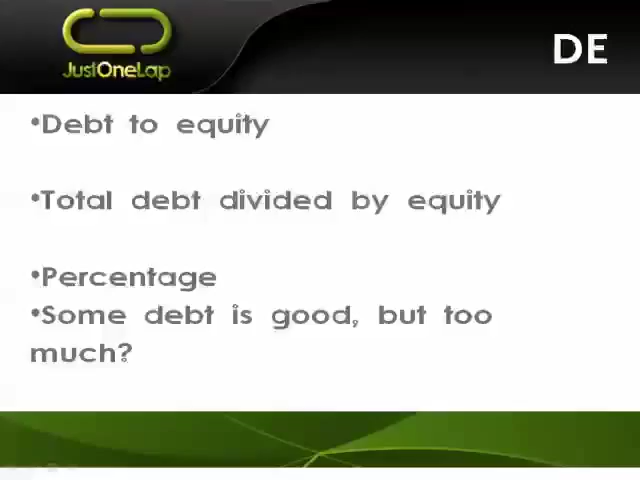 JustOneLap
DE
•Debt to equity
•Total debt divided by equity
•Percentage
•Some debt is good, but too
much?